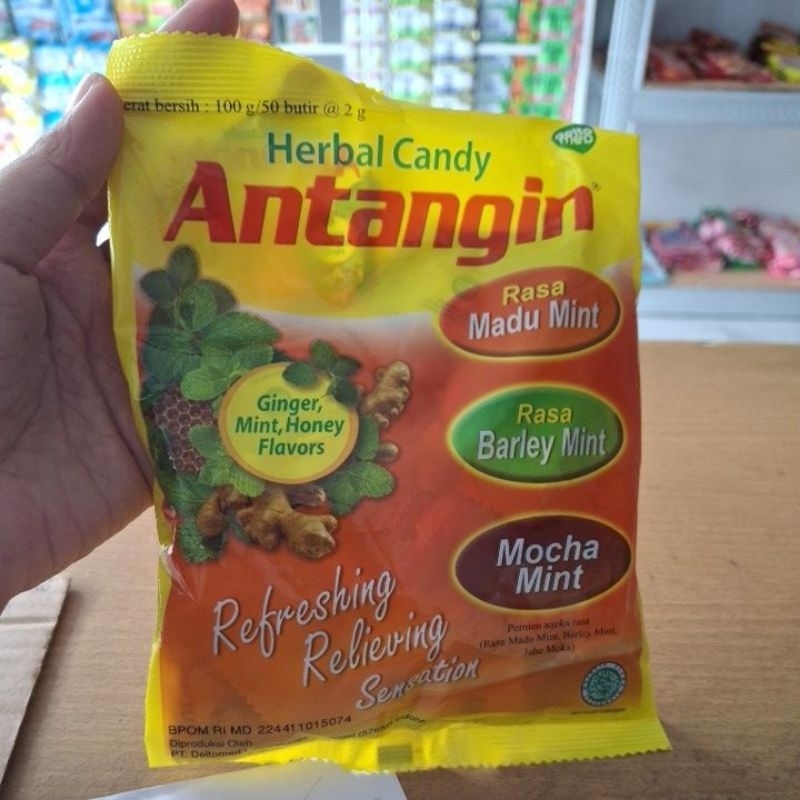 erat bersih : 100 g/50 butir @ 2 g
Herbal Candy
Antangin®
Rasa
Madu Mint
Ginger,
Mint, Honey
Flavors
Rasa
Barley Mint
Mocha
Mint
Refreshing
Relieving
Sensation
Permen aneka rasa
(Rasa Madu Mint, Barley Mint,
Jahe Moka)
BPOM RI MD 224411015074
Diproduksi Oleh
PT. Deltomed